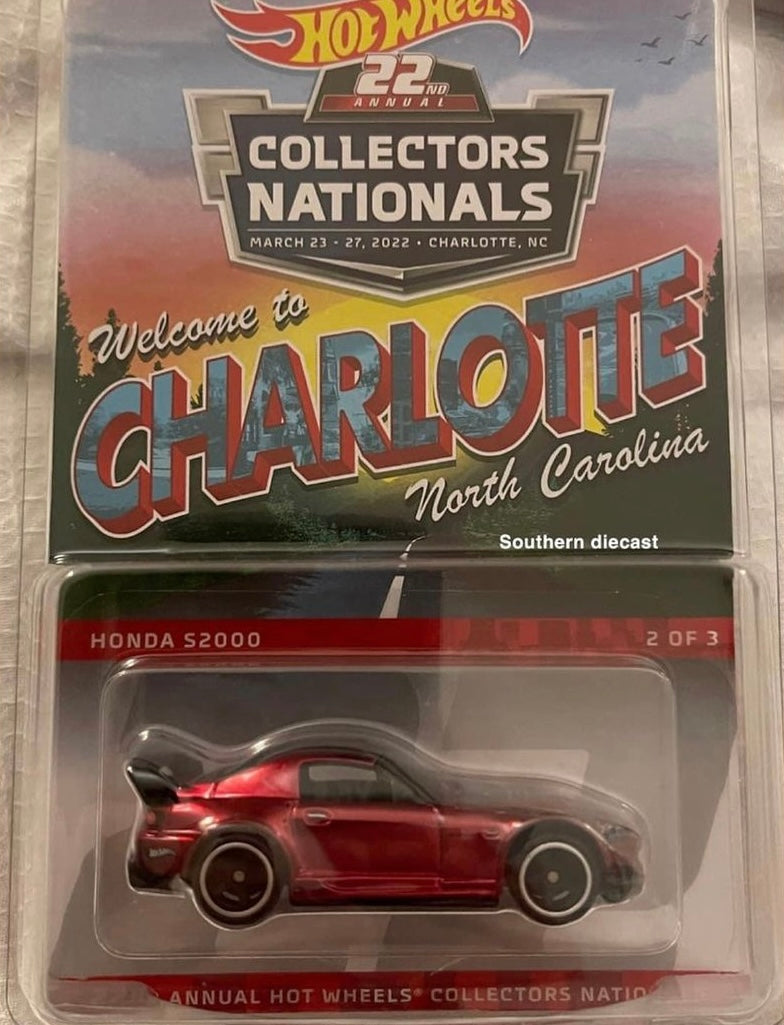 HOT WHEELS
22ND
ANNUAL
COLLECTORS
NATIONALS
MARCH 23 - 27, 2022 • CHARLOTTE, NC
Welcome to
CHARLOTTE
North Carolina
Southern diecast
HONDA S2000
2 OF 3
ANNUAL HOT WHEELS® COLLECTORS NATIO